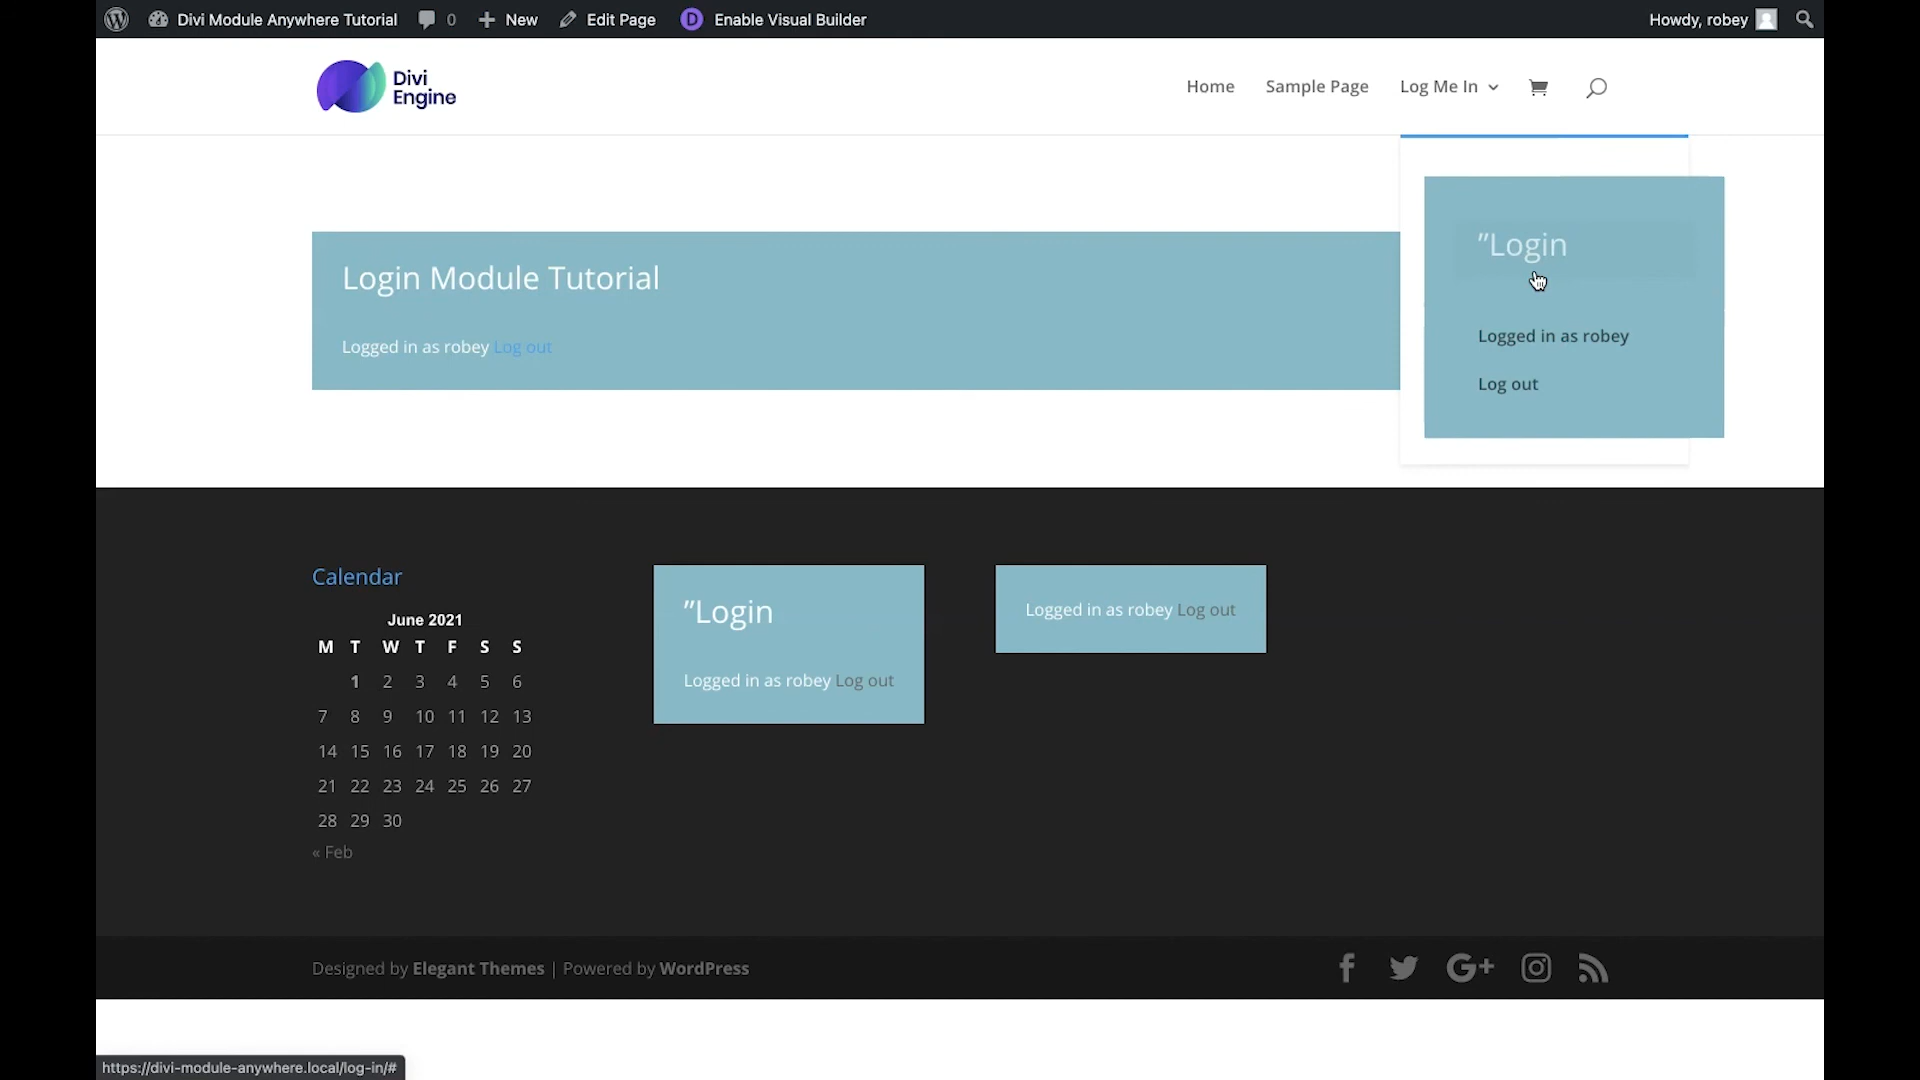 Divi Module Anywhere Tutorial 0 New Edit Page D Enable Visual Builder Howdy, robey
Divi
Engine
Home Sample Page Log Me In
Login Module Tutorial
Logged in as robey Log out
”Login
Logged in as robey
Log out
Calendar
June 2021
M T W T F S S
1 2 3 4 5 6
7 8 9 10 11 12 13
14 15 16 17 18 19 20
21 22 23 24 25 26 27
28 29 30
« Feb
”Login
Logged in as robey Log out
Logged in as robey Log out
Designed by Elegant Themes | Powered by WordPress
G+
https://divi-module-anywhere.local/log-in/#